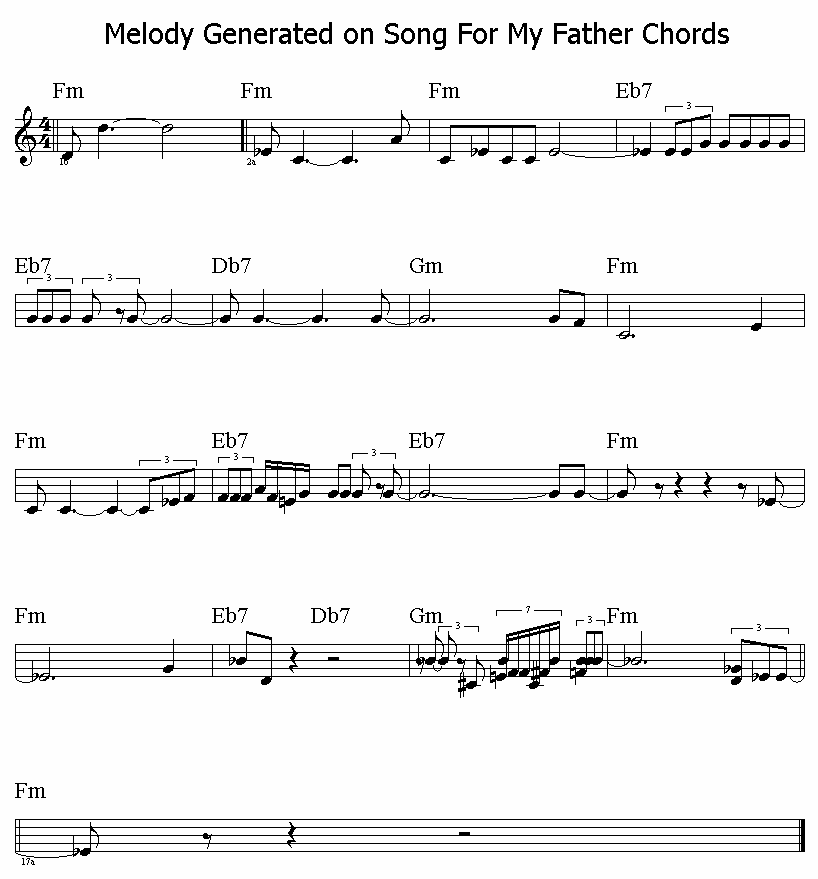 Melody Generated on Song For My Father Chords
Fm Fm Fm Eb7
3
4
4
1b 2a
Eb7 Db7 Gm Fm
3 3
Fm Eb7 Eb7 Fm
3 3 3
Fm Eb7 Db7 Gm Fm
3 7 3 3
Fm
17a